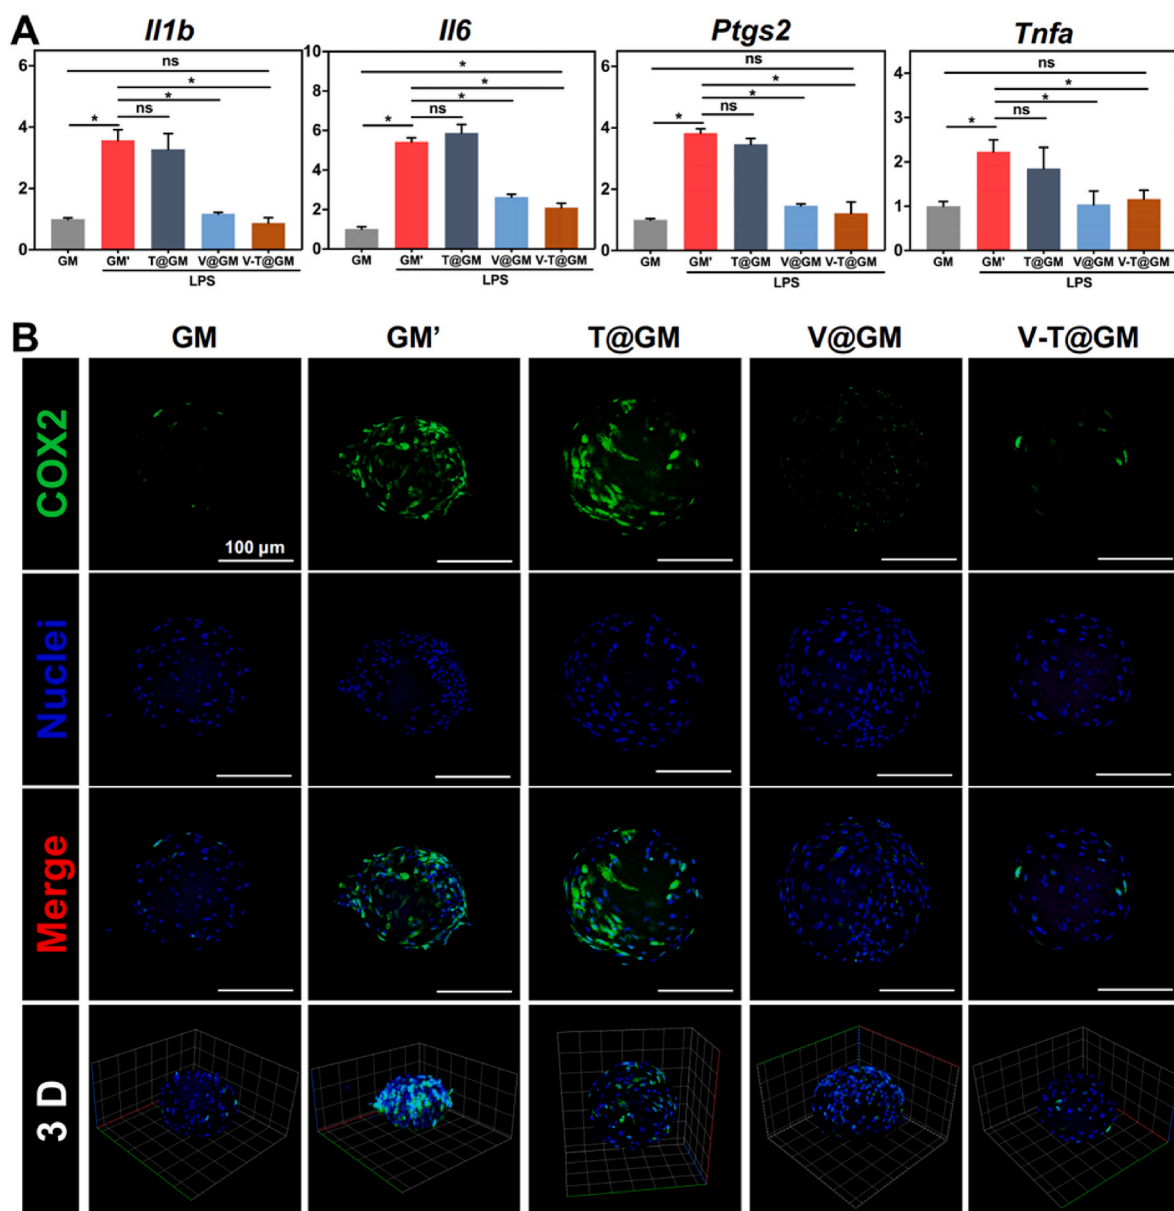 A
Il1b
Il6
Ptgs2
Tnfa
6
4
2
0
ns
*
*
ns
*
GM
GM'
T@GM
V@GM
V-T@GM
LPS
10
8
6
4
2
0
*
*
*
ns
*
GM
GM'
T@GM
V@GM
V-T@GM
LPS
6
4
2
0
ns
*
*
ns
*
GM
GM'
T@GM
V@GM
V-T@GM
LPS
4
3
2
1
0
ns
*
*
ns
*
GM
GM'
T@GM
V@GM
V-T@GM
LPS
B
GM
GM’
T@GM
V@GM
V-T@GM
COX2
100 μm
Nuclei
Merge
3 D